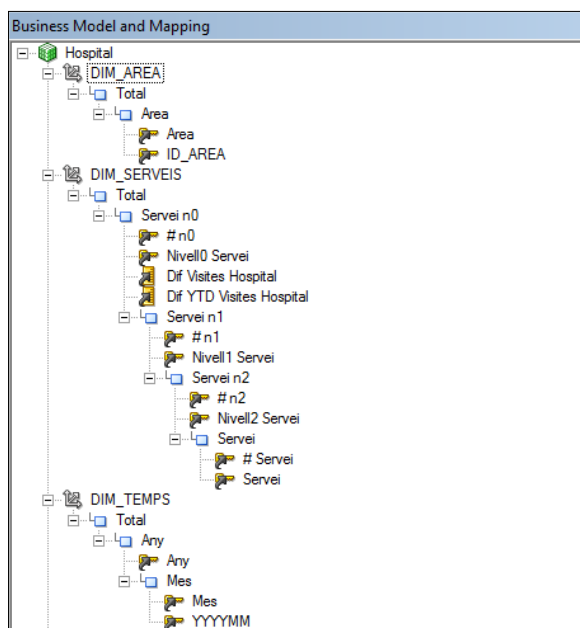 Business Model and Mapping
Hospital
DIM_AREA
Total
Area
Area
ID_AREA
DIM_SERVEIS
Total
Servei n0
# n0
Nivell0 Servei
Dif Visites Hospital
Dif YTD Visites Hospital
Servei n1
# n1
Nivell1 Servei
Servei n2
# n2
Nivell2 Servei
Servei
# Servei
Servei
DIM_TEMPS
Total
Any
Any
Mes
Mes
YYYYMM